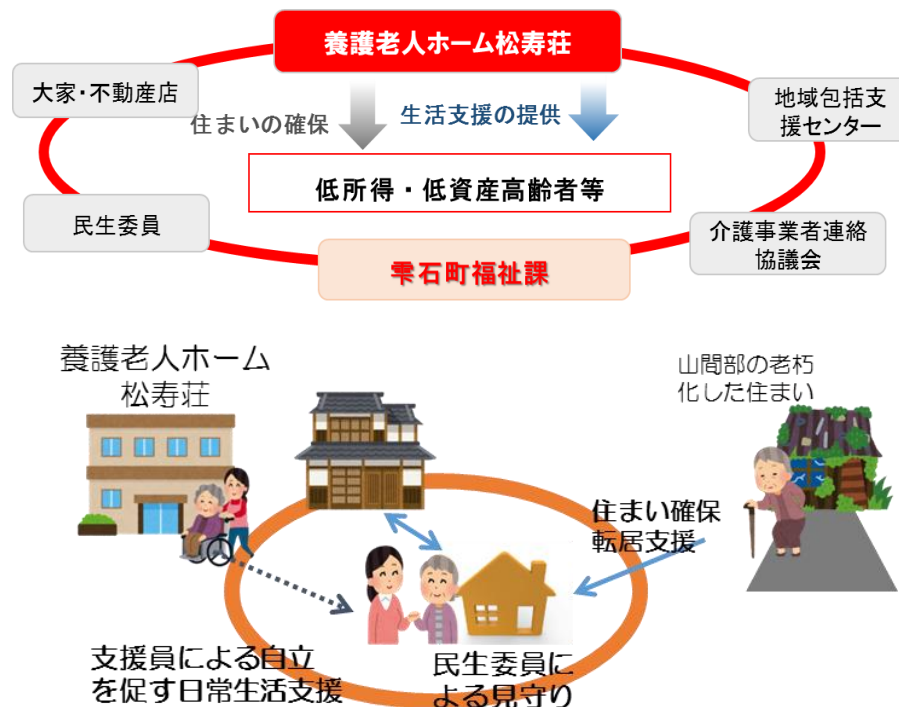 養護老人ホーム松寿荘
大家・不動産店
地域包括支
援センター
住まいの確保
生活支援の提供
低所得・低資産高齢者等
民生委員
介護事業者連絡
協議会
雫石町福祉課
養護老人ホーム
松寿荘
山間部の老朽
化した住まい
住まい確保
転居支援
支援員による自立
を促す日常生活支援
民生委員に
よる見守り